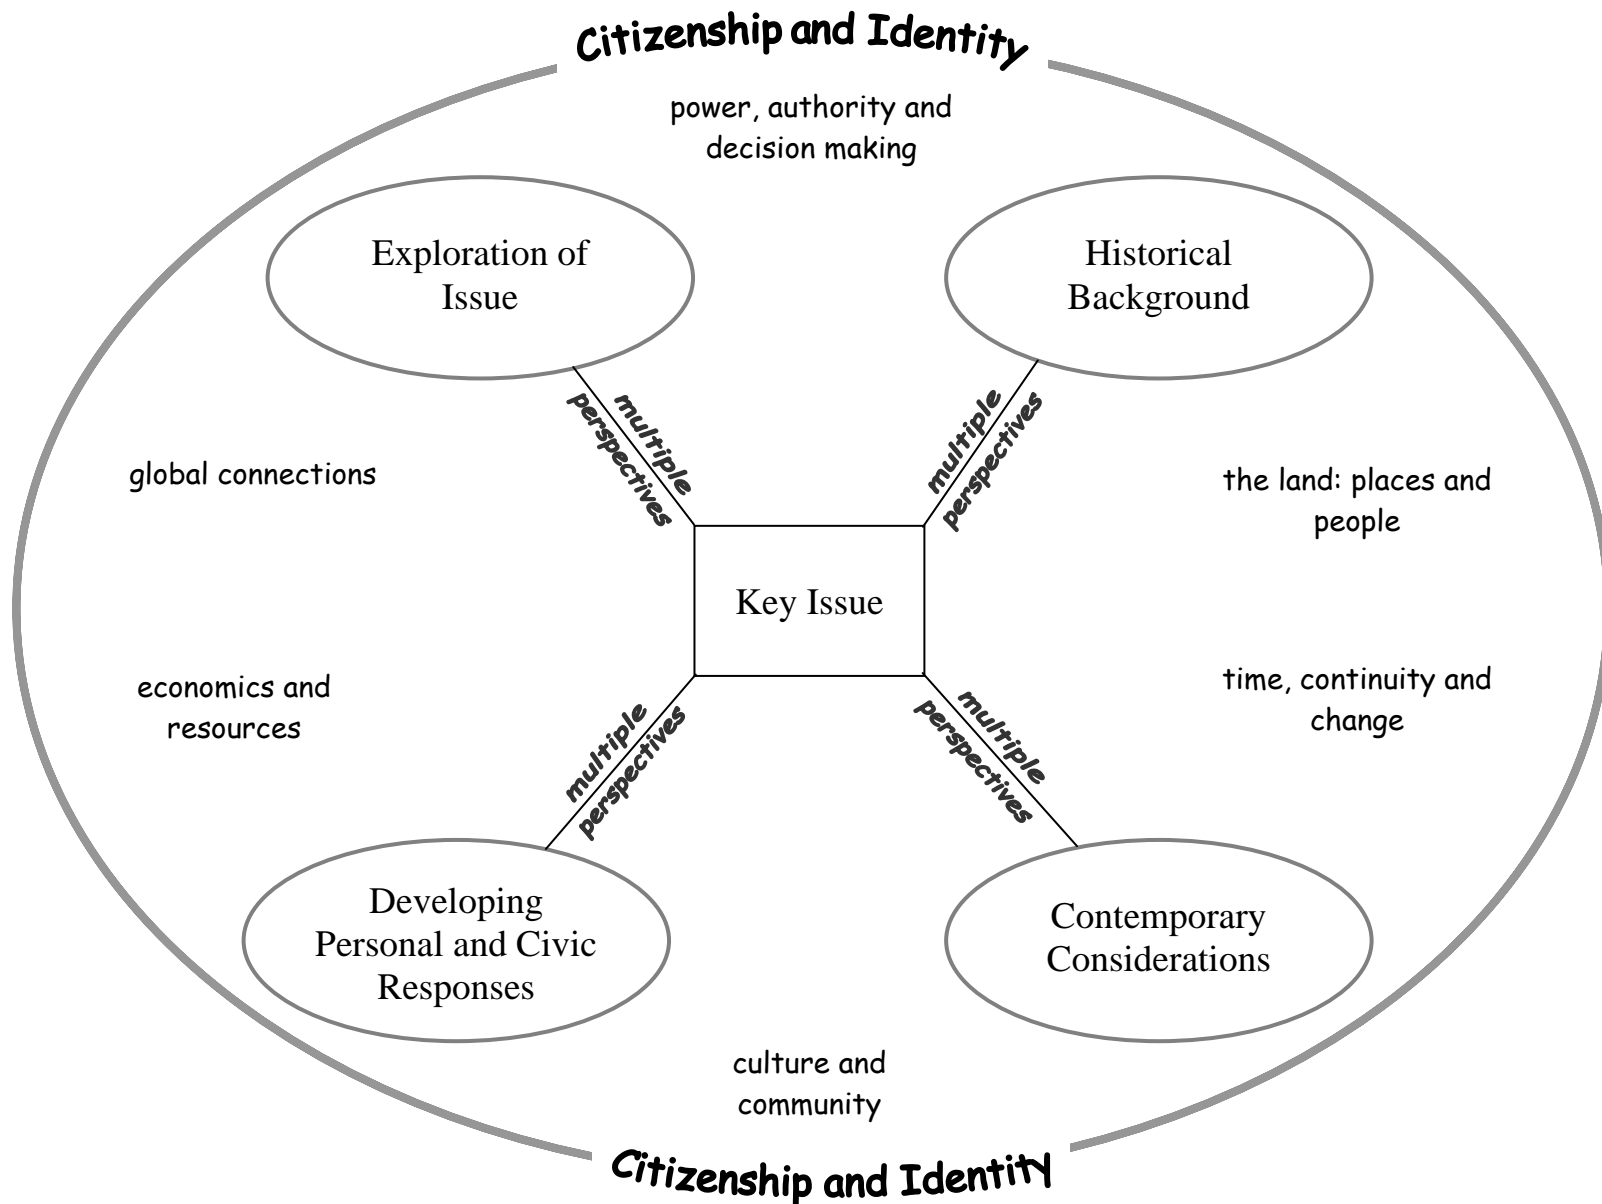 Citizenship and Identity
power, authority and
decision making
Exploration of
Issue
Historical
Background
multiple
perspectives
multiple
perspectives
global connections
the land: places and
people
Key Issue
economics and
resources
time, continuity and
change
multiple
perspectives
multiple
perspectives
Developing
Personal and Civic
Responses
Contemporary
Considerations
culture and
community
Citizenship and Identity